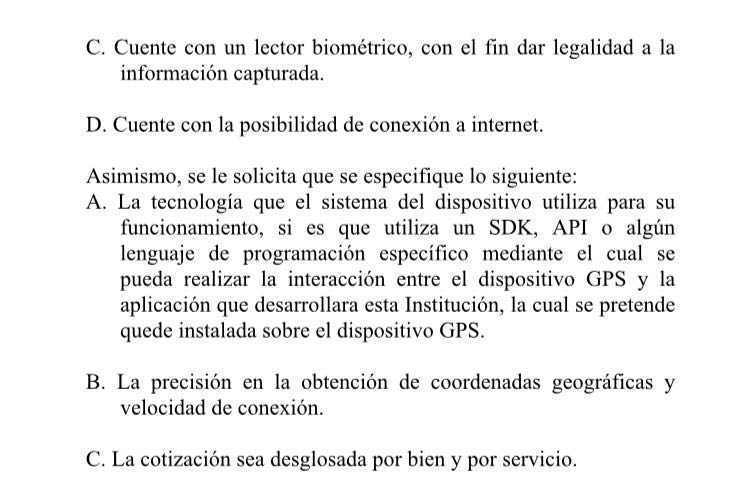 C. Cuente con un lector biométrico, con el fin dar legalidad a la
información capturada.
D. Cuente con la posibilidad de conexión a internet.
Asimismo, se le solicita que se especifique lo siguiente:
A. La tecnología que el sistema del dispositivo utiliza para su
funcionamiento, si es que utiliza un SDK, API o algún
lenguaje de programación específico mediante el cual se
pueda realizar la interacción entre el dispositivo GPS y la
aplicación que desarrollara esta Institución, la cual se pretende
quede instalada sobre el dispositivo GPS.
B. La precisión en la obtención de coordenadas geográficas y
velocidad de conexión.
C. La cotización sea desglosada por bien y por servicio.